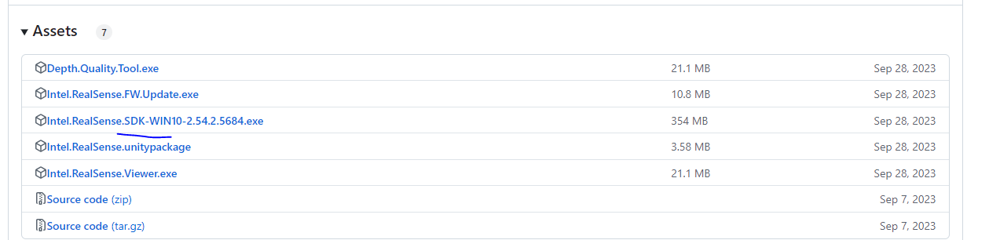 Assets 7
Depth.Quality.Tool.exe 21.1 MB Sep 28, 2023
Intel.RealSense.FW.Update.exe 10.8 MB Sep 28, 2023
Intel.RealSense.SDK-WIN10-2.54.2.5684.exe 354 MB Sep 28, 2023
Intel.RealSense.unitypackage 3.58 MB Sep 28, 2023
Intel.RealSense.Viewer.exe 21.1 MB Sep 28, 2023
Source code (zip) Sep 7, 2023
Source code (tar.gz) Sep 7, 2023